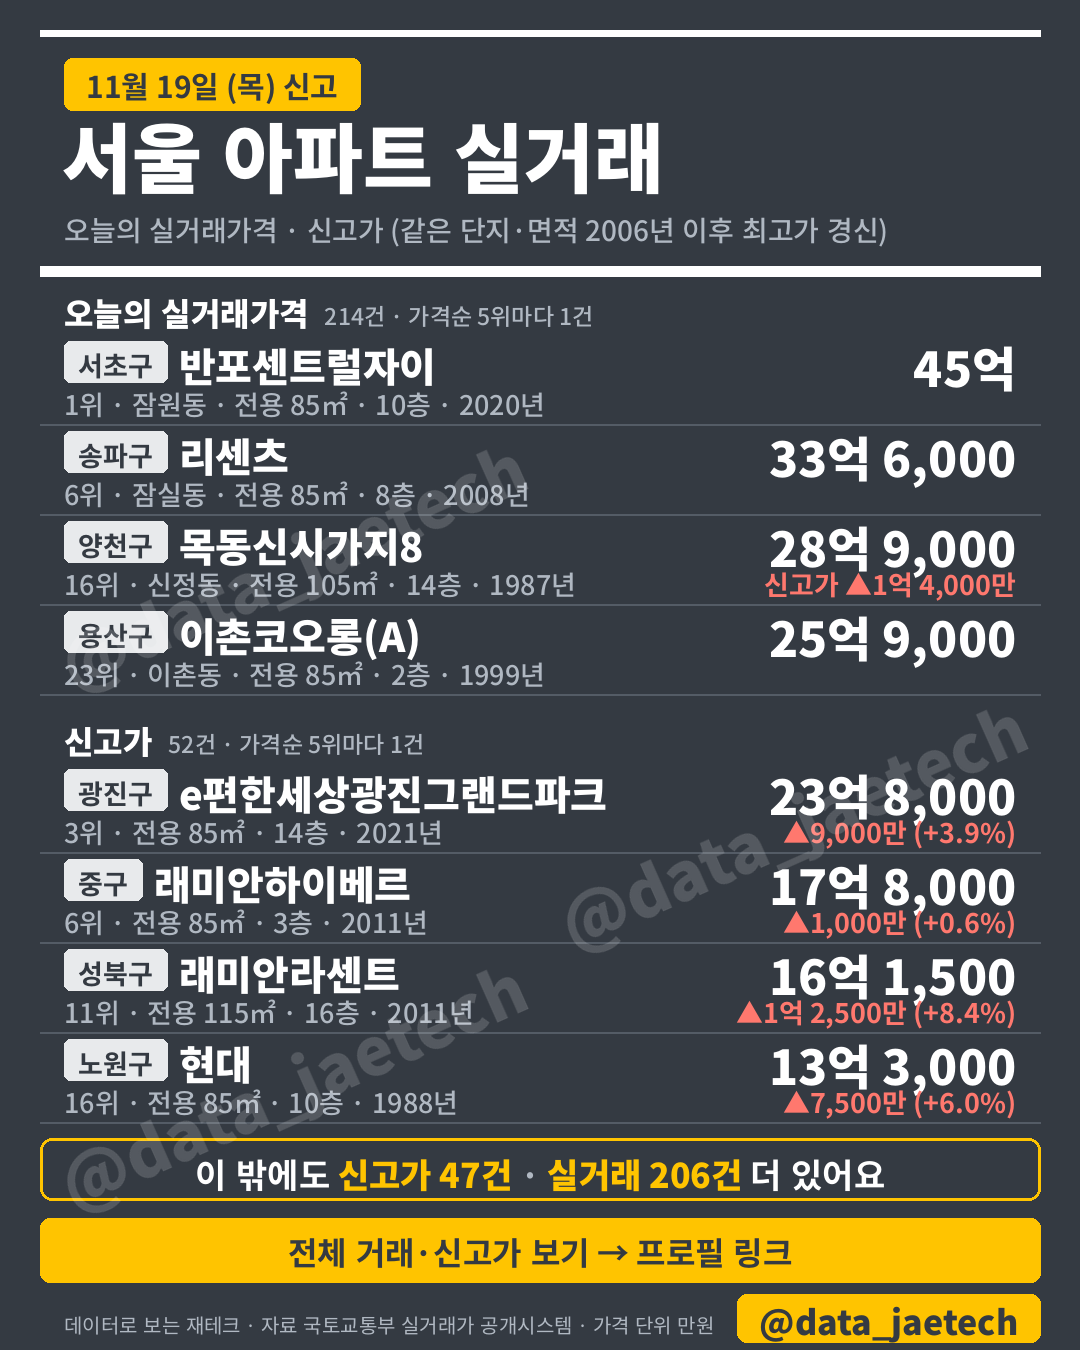 11월 19일 (목) 신고
서울 아파트 실거래
오늘의 실거래가격 · 신고가 (같은 단지·면적 2006년 이후 최고가 경신)
오늘의 실거래가격 214건 · 가격순 5위마다 1건
서초구 반포센트럴자이 45억
1위 · 잠원동 · 전용 85㎡ · 10층 · 2020년
송파구 리센츠 33억 6,000
6위 · 잠실동 · 전용 85㎡ · 8층 · 2008년
양천구 목동신시가지8 28억 9,000
16위 · 신정동 · 전용 105㎡ · 14층 · 1987년 신고가 ▲1억 4,000만
용산구 이촌코오롱(A) 25억 9,000
23위 · 이촌동 · 전용 85㎡ · 2층 · 1999년
신고가 52건 · 가격순 5위마다 1건
광진구 e편한세상광진그랜드파크 23억 8,000
3위 · 전용 85㎡ · 14층 · 2021년 ▲9,000만 (+3.9%)
중구 래미안하이베르 17억 8,000
6위 · 전용 85㎡ · 3층 · 2011년 ▲1,000만 (+0.6%)
성북구 래미안라센트 16억 1,500
11위 · 전용 115㎡ · 16층 · 2011년 ▲1억 2,500만 (+8.4%)
노원구 현대 13억 3,000
16위 · 전용 85㎡ · 10층 · 1988년 ▲7,500만 (+6.0%)
이 밖에도 신고가 47건 · 실거래 206건 더 있어요
전체 거래·신고가 보기 → 프로필 링크
데이터로 보는 재테크 · 자료 국토교통부 실거래가 공개시스템 · 가격 단위 만원 @data_jaetech
@data_jaetech
@data_jaetech
@data_jaetech